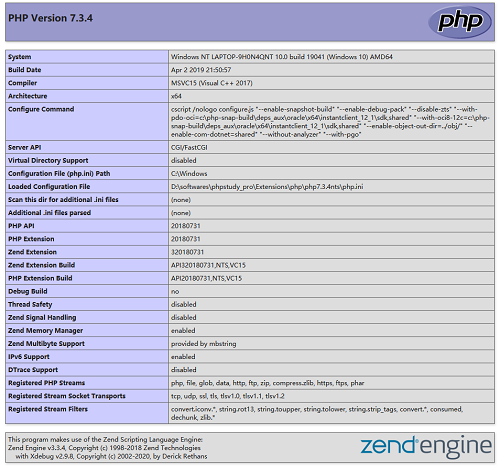 PHP Version 7.3.4
php
System Windows NT LAPTOP-9H0N4QNT 10.0 build 19041 (Windows 10) AMD64
Build Date Apr 2 2019 21:50:57
Compiler MSVC15 (Visual C++ 2017)
Architecture x64
Configure Command cscript /nologo configure.js "--enable-snapshot-build" "--enable-debug-pack" "--disable-zts" "--with-
pdo-oci=c:\php-snap-build\deps_aux\oracle\x64\instantclient_12_1\sdk,shared" "--with-oci8-12c=c:\php-
snap-build\deps_aux\oracle\x64\instantclient_12_1\sdk,shared" "--enable-object-out-dir=../obj/" "--
enable-com-dotnet=shared" "--without-analyzer" "--with-pgo"
Server API CGI/FastCGI
Virtual Directory Support disabled
Configuration File (php.ini) Path C:\Windows
Loaded Configuration File D:\softwares\phpstudy_pro\Extensions\php\php7.3.4nts\php.ini
Scan this dir for additional .ini files (none)
Additional .ini files parsed (none)
PHP API 20180731
PHP Extension 20180731
Zend Extension 320180731
Zend Extension Build API320180731,NTS,VC15
PHP Extension Build API20180731,NTS,VC15
Debug Build no
Thread Safety disabled
Zend Signal Handling disabled
Zend Memory Manager enabled
Zend Multibyte Support provided by mbstring
IPv6 Support enabled
DTrace Support disabled
Registered PHP Streams php, file, glob, data, http, ftp, zip, compress.zlib, https, ftps, phar
Registered Stream Socket Transports tcp, udp, ssl, tls, tlsv1.0, tlsv1.1, tlsv1.2
Registered Stream Filters convert.iconv.*, string.rot13, string.toupper, string.tolower, string.strip_tags, convert.*, consumed,
dechunk, zlib.*
This program makes use of the Zend Scripting Language Engine:
Zend Engine v3.3.4, Copyright (c) 1998-2018 Zend Technologies
with Xdebug v2.9.8, Copyright (c) 2002-2020, by Derick Rethans
zend engine